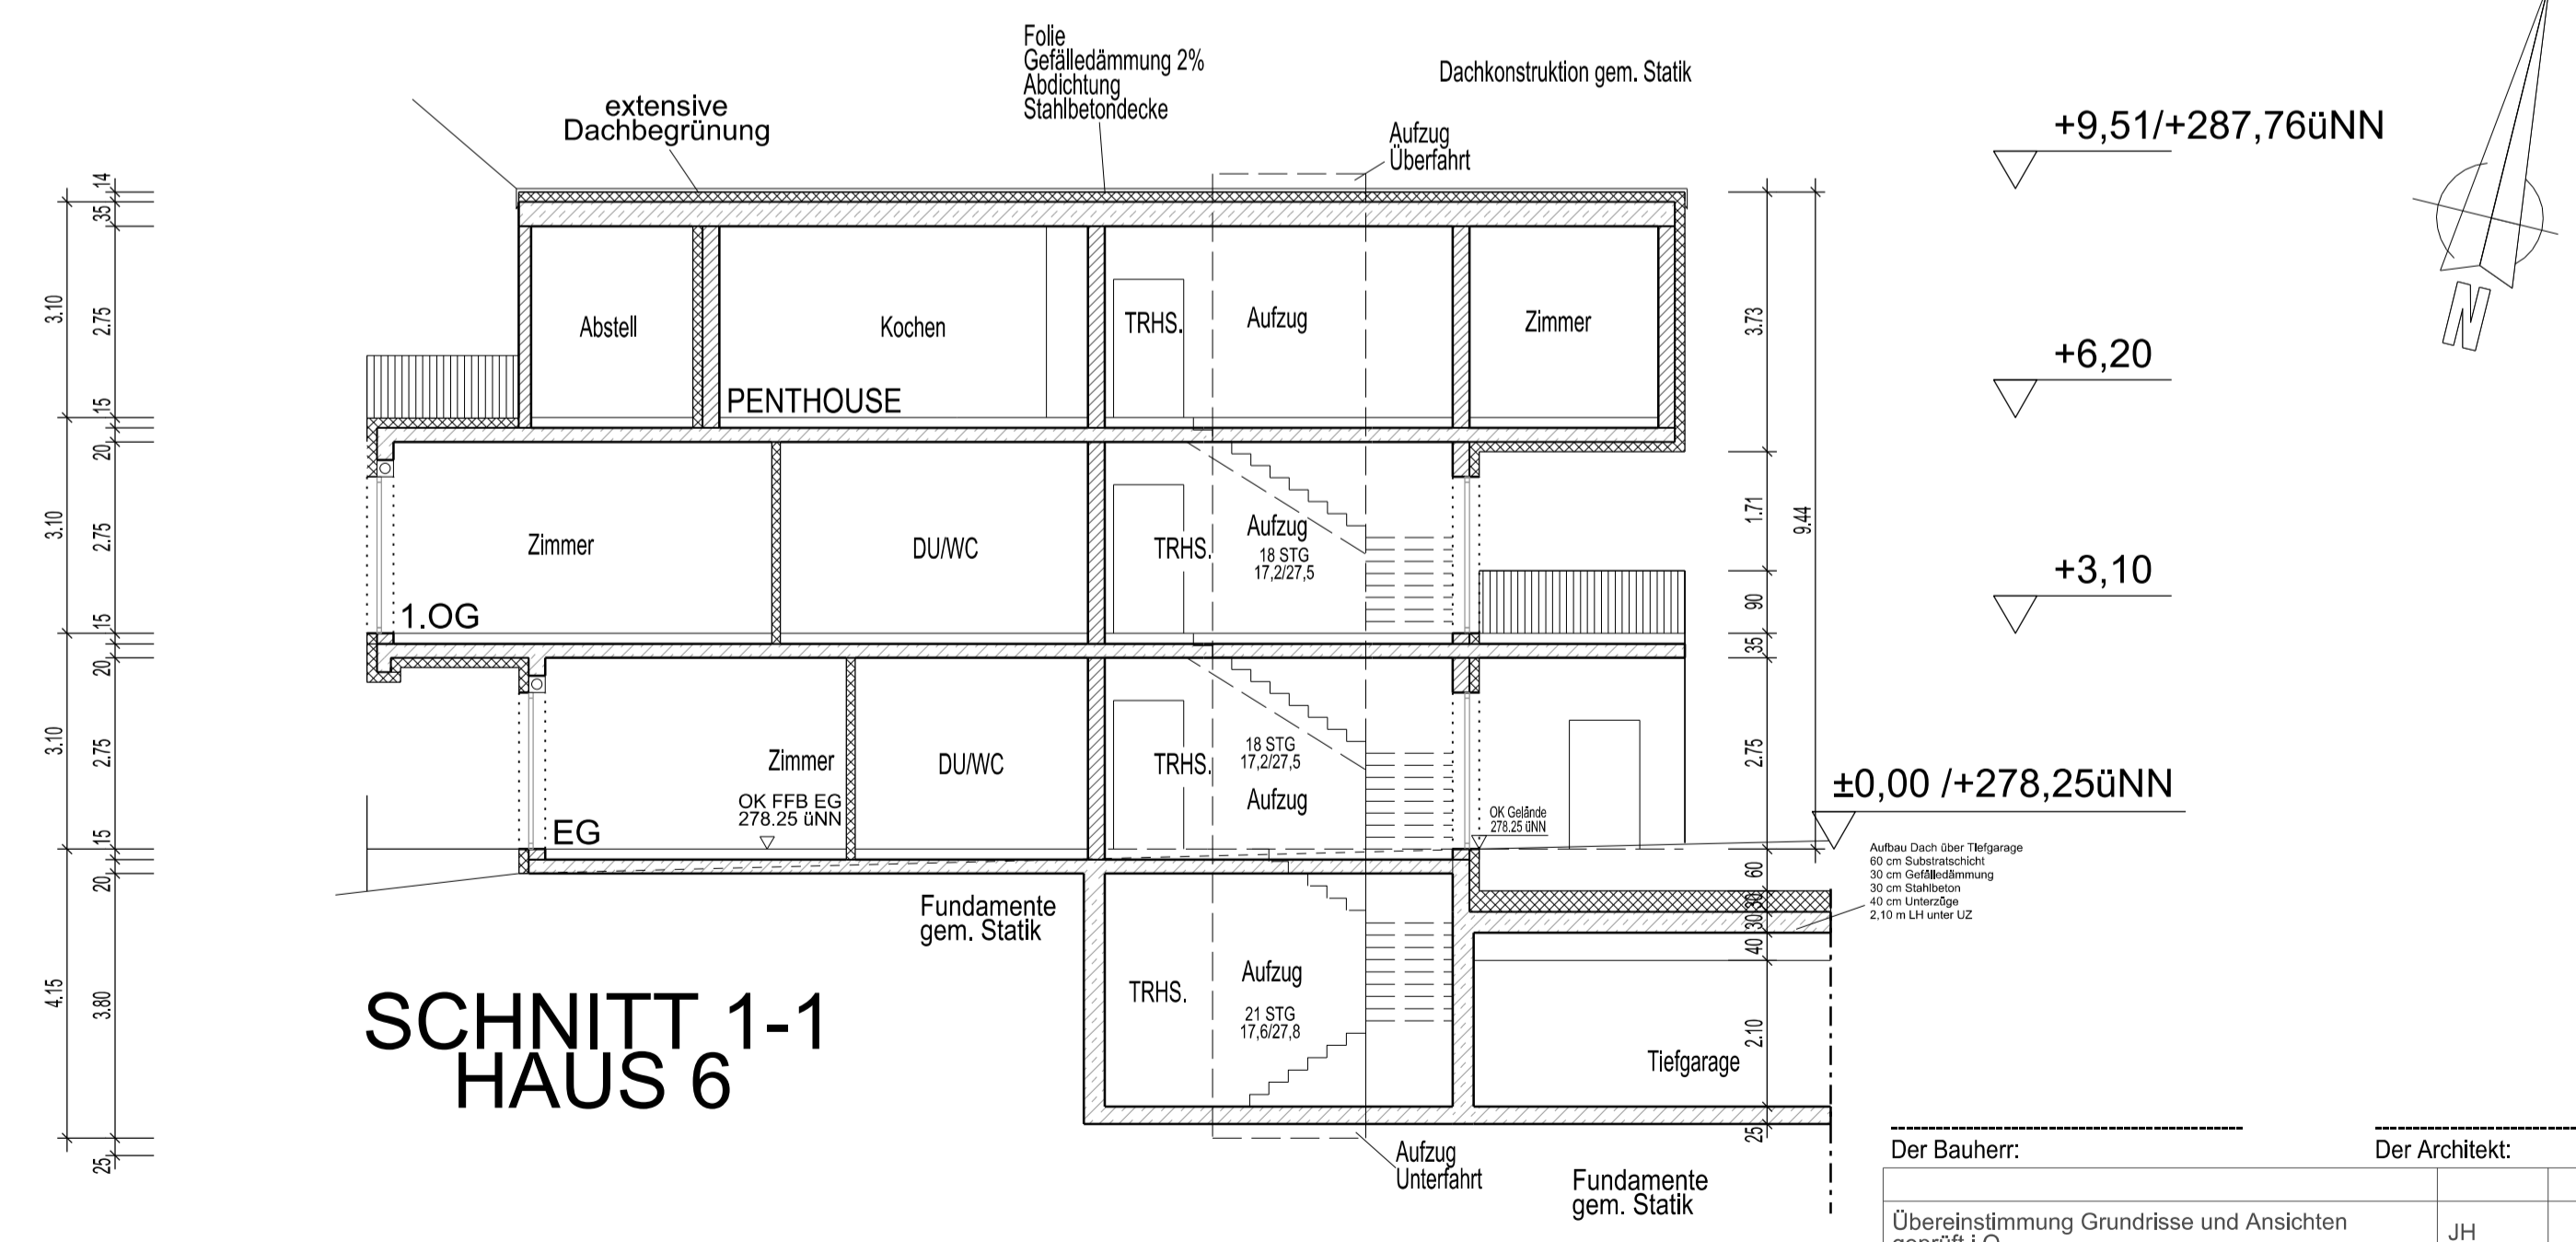 Folie
Gefälledämmung 2%
Abdichtung
Stahlbetondecke
Dachkonstruktion gem. Statik
extensive
Dachbegrünung
Aufzug
Überfahrt
+9,51/+287,76üNN
N
14
35
3.10
2.75
15
Abstell
Kochen
PENTHOUSE
TRHS.
Aufzug
Zimmer
3.73
+6,20
20
3.10
2.75
15
Zimmer
1.OG
DU/WC
TRHS.
Aufzug
18 STG
17,2/27,5
1.71
9.44
90
35
+3,10
20
3.10
2.75
15
Zimmer
OK FFB EG
278.25 üNN
EG
DU/WC
TRHS.
18 STG
17,2/27,5
Aufzug
OK Gelände
278.25 üNN
2.75
±0,00 /+278,25üNN
Aufbau Dach über Tiefgarage
60 cm Substratschicht
30 cm Gefälledämmung
30 cm Stahlbeton
40 cm Unterzüge
2,10 m LH unter UZ
20
4.15
3.80
25
Fundamente
gem. Statik
TRHS.
Aufzug
21 STG
17,6/27,8
60
30
30
40
2.10
25
Tiefgarage
SCHNITT 1-1
HAUS 6
Aufzug
Unterfahrt
Fundamente
gem. Statik
Der Bauherr:
Der Architekt:
Übereinstimmung Grundrisse und Ansichten
JH